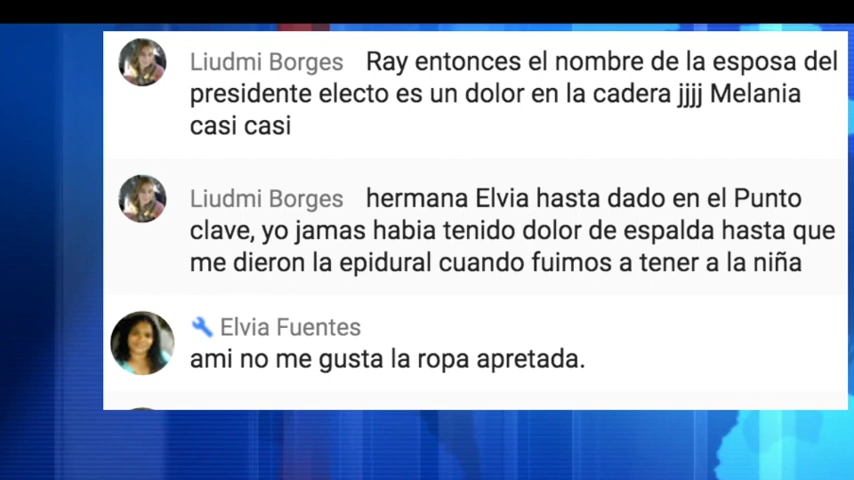 Liudmi Borges Ray entonces el nombre de la esposa del
presidente electo es un dolor en la cadera jjjj Melania
casi casi
Liudmi Borges hermana Elvia hasta dado en el Punto
clave, yo jamas habia tenido dolor de espalda hasta que
me dieron la epidural cuando fuimos a tener a la niña
Elvia Fuentes
ami no me gusta la ropa apretada.